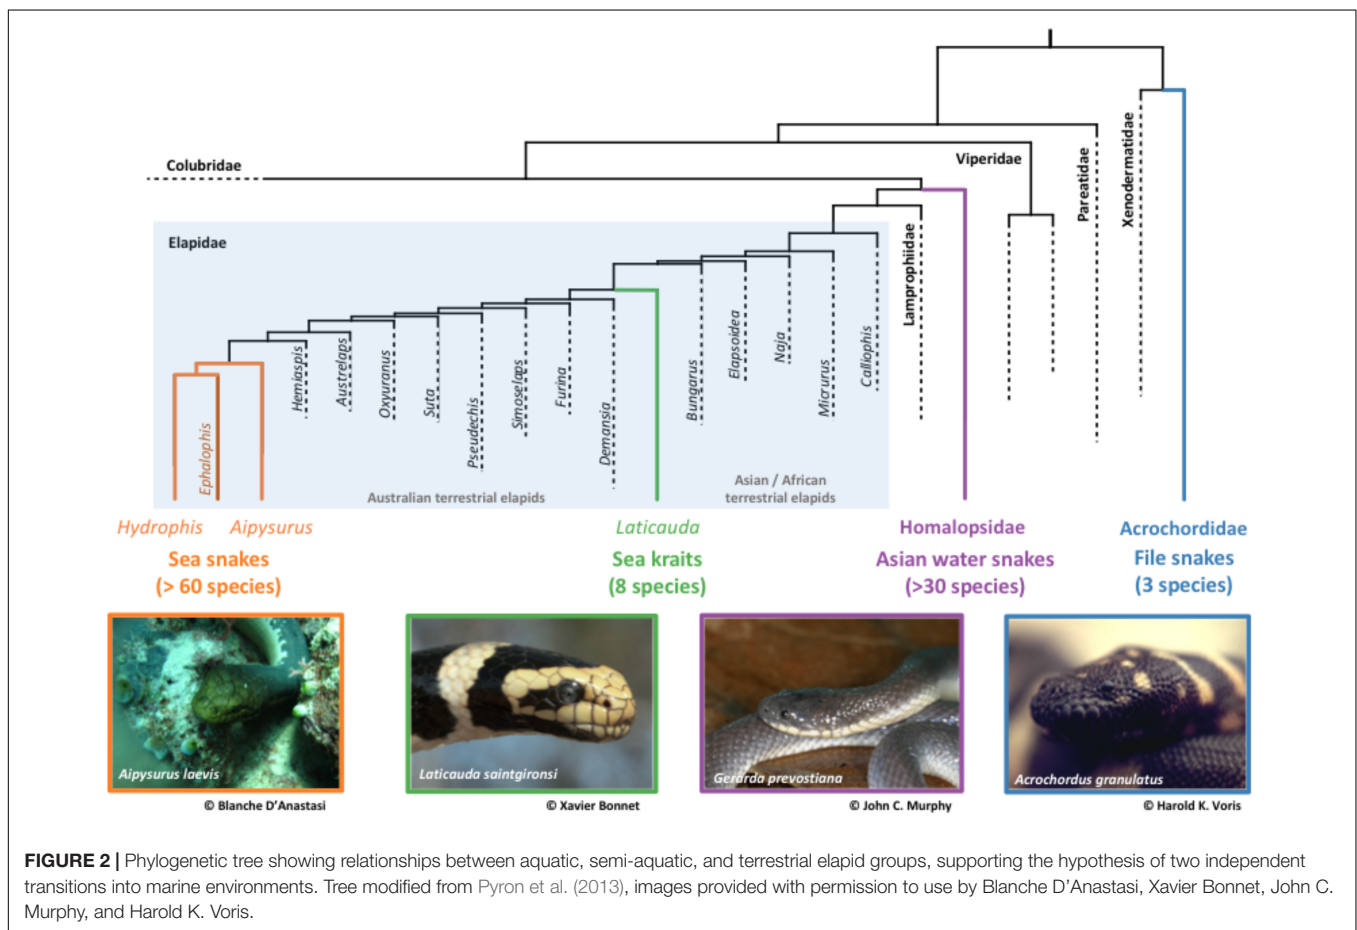 Colubridae
Viperidae
Pareatidae
Xenodermatidae
Elapidae
Lamprophiidae
Ephalophis
Hemiaspis
Austrelaps
Oxyuranus
Suta
Pseudechis
Simoselaps
Furina
Demansia
Bungarus
Elapsoidea
Naja
Micrurus
Calliophis
Australian terrestrial elapids
Asian / African
terrestrial elapids
Hydrophis
Aipysurus
Sea snakes
(> 60 species)
Laticauda
Sea kraits
(8 species)
Homalopsidae
Asian water snakes
(>30 species)
Acrochordidae
File snakes
(3 species)
Aipysurus laevis
© Blanche D’Anastasi
Laticauda saintgironsi
© Xavier Bonnet
Gerarda prevostiana
© John C. Murphy
Acrochordus granulatus
© Harold K. Voris
FIGURE 2 | Phylogenetic tree showing relationships between aquatic, semi-aquatic, and terrestrial elapid groups, supporting the hypothesis of two independent
transitions into marine environments. Tree modified from Pyron et al. (2013), images provided with permission to use by Blanche D’Anastasi, Xavier Bonnet, John C.
Murphy, and Harold K. Voris.